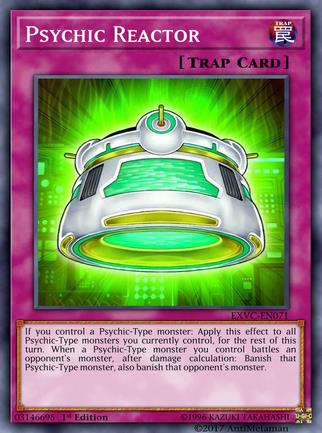 Psychic Reactor
TRAP
罠
[ Trap Card ]
EXVC-EN071
If you control a Psychic-Type monster: Apply this effect to all
Psychic-Type monsters you currently control, for the rest of this
turn. When a Psychic-Type monster you control battles an
opponent's monster, after damage calculation: Banish that
Psychic-Type monster, also banish that opponent's monster.
03146695 1st Edition ©1996 KAZUKI TAKAHASHI
©2017 AntiMetaman